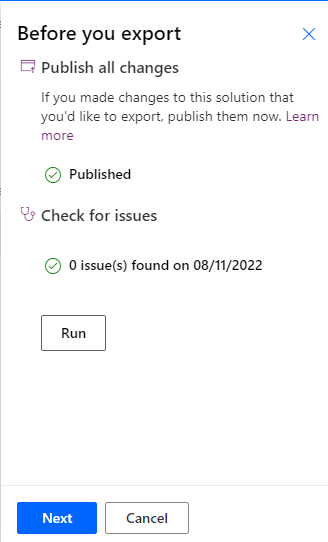 Before you export
Publish all changes
If you made changes to this solution that
you'd like to export, publish them now. Learn
more
Published
Check for issues
0 issue(s) found on 08/11/2022
Run
Next
Cancel